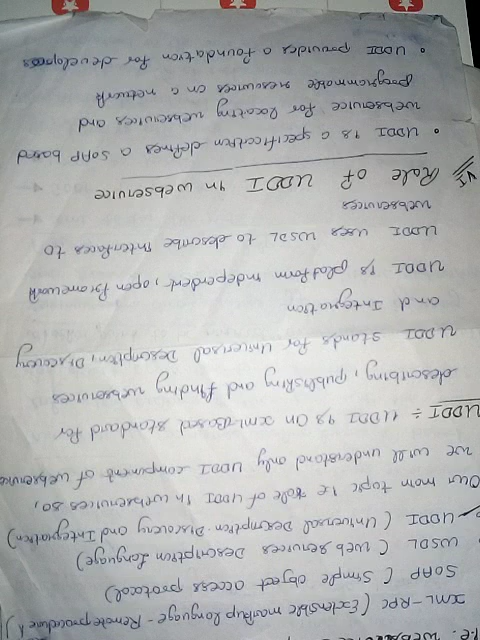 i.e. webser
XML-RPC (Extensible markup language - Remote procedure
SOAP (Simple object access protocol)
WSDL (Web services Description Language)
UDDI (Universal Description Discovery and Integration)
Our main topic i.e Role of UDDI in webservices so,
we will understand only UDDI component of webservice
UDDI ÷ UDDI is an xml-Based standard for
describing, publishing and finding webservices
UDDI stands for Universal Description, Discovery
and Integration
UDDI is platform independent, open framework
UDDI uses WSDL to describe interfaces to
webservices
VI Role of UDDI in webservice
• UDDI is a specification defines a SOAP based
webservice for locating webservices and
programmable resources on a network
• UDDI provides a foundation for developers